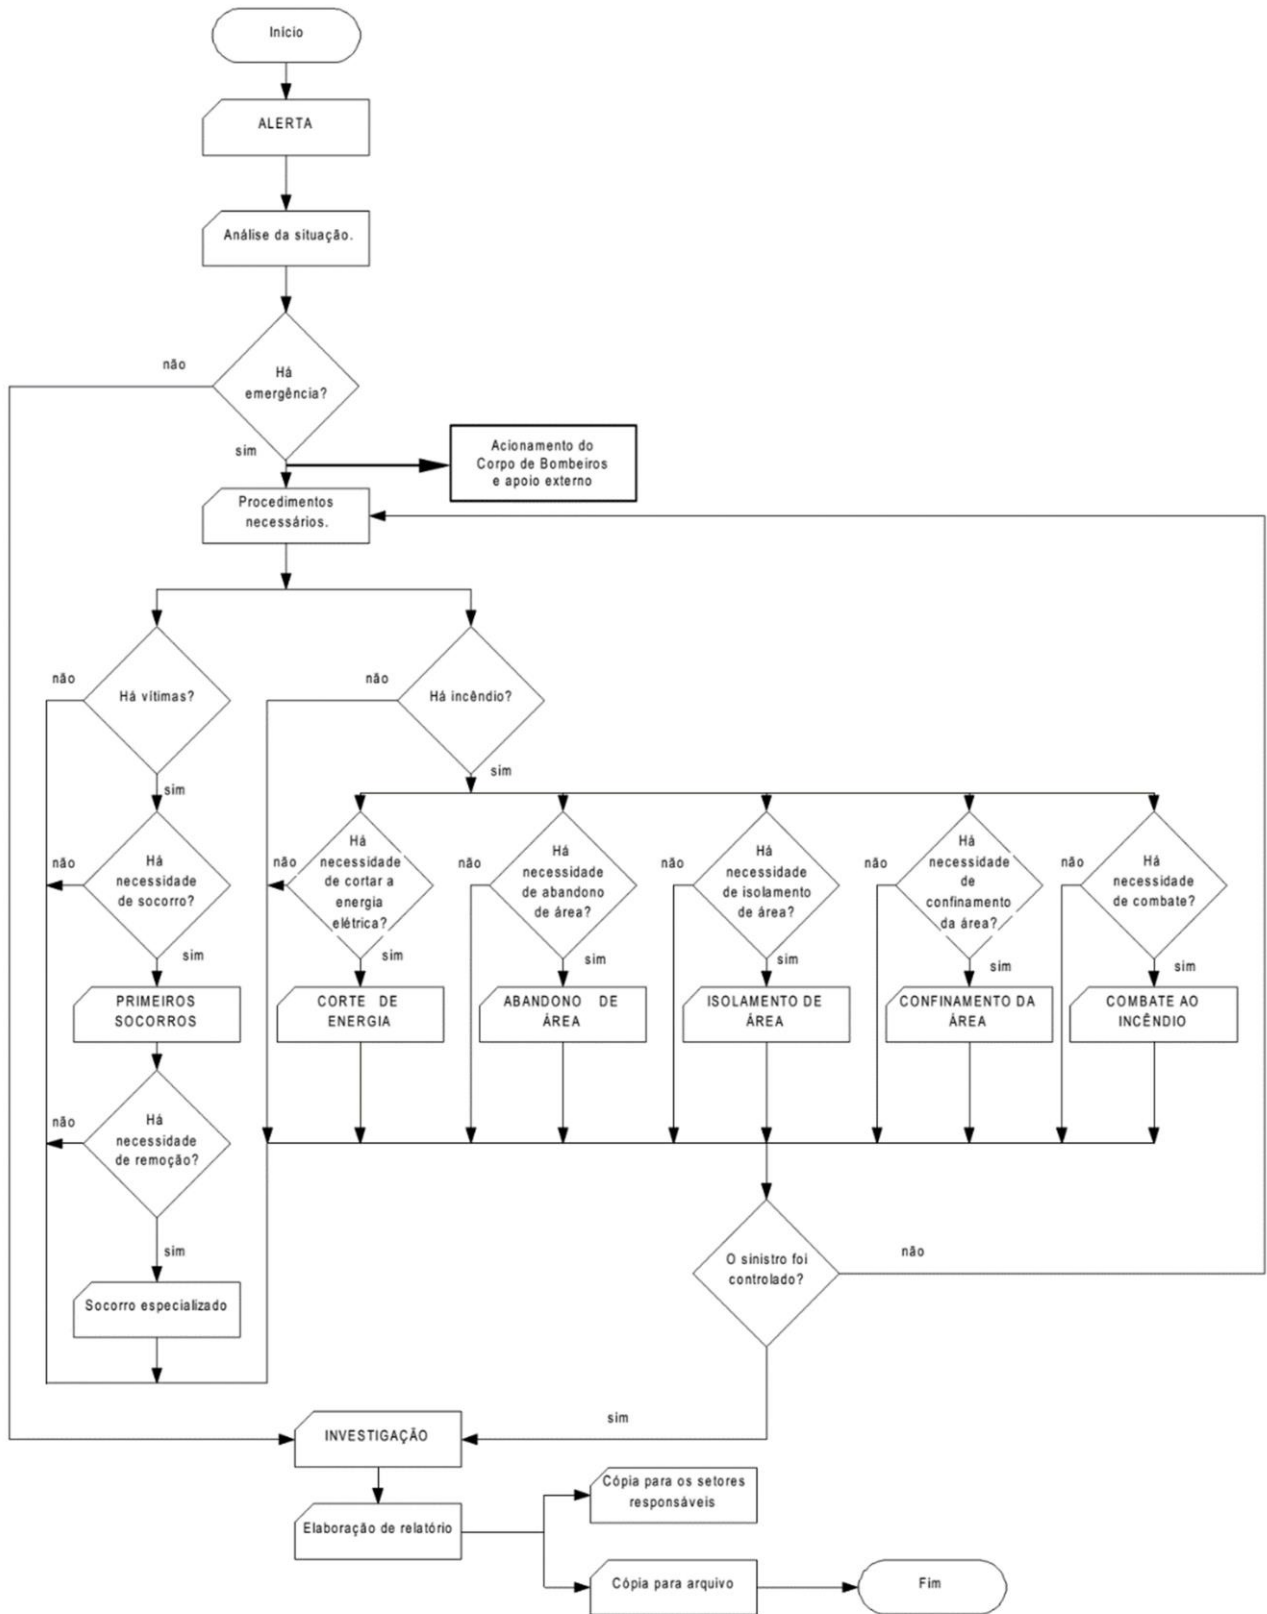 Início
ALERTA
Análise da situação.
não
Há
emergência?
sim
Acionamento do
Corpo de Bombeiros
e apoio externo
Procedimentos
necessários.
não
Há vítimas?
não
Há incêndio?
sim
sim
não
Há
necessidade
de socorro?
não
Há
necessidade
de cortar a
energia
elétrica?
não
Há
necessidade
de abandono
de área?
não
Há
necessidade
de isolamento
de área?
não
Há
necessidade
de
confinamento
da área?
não
Há
necessidade
de combate?
sim
sim
sim
sim
sim
sim
PRIMEIROS
SOCORROS
CORTE DE
ENERGIA
ABANDONO DE
ÁREA
ISOLAMENTO DE
ÁREA
CONFINAMENTO DA
ÁREA
COMBATE AO
INCÊNDIO
não
Há
necessidade
de remoção?
sim
O sinistro foi
controlado?
não
Socorro especializado
sim
INVESTIGAÇÃO
Elaboração de relatório
Cópia para os setores
responsáveis
Cópia para arquivo
Fim